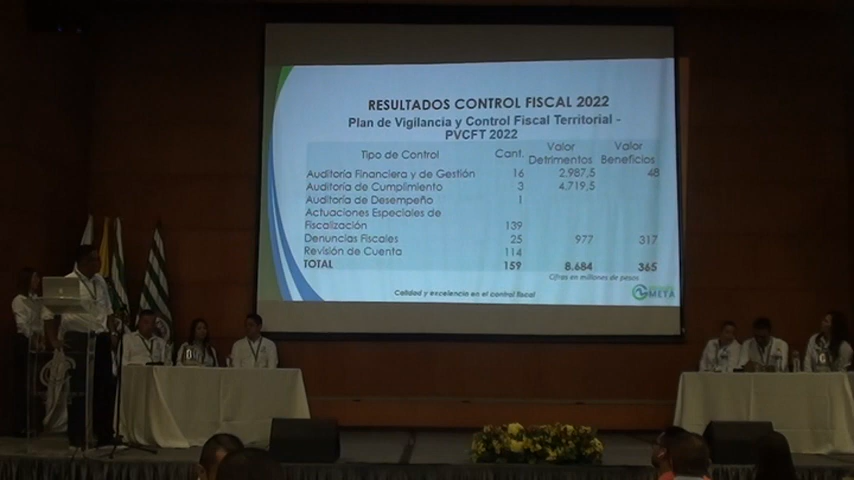 RESULTADOS CONTROL FISCAL 2022
Plan de Vigilancia y Control Fiscal Territorial -
PVCFT 2022
Tipo de Control Cant. Valor Detrimentos Valor Beneficios
Auditoría Financiera y de Gestión 16 2.987,5 48
Auditoría de Cumplimiento 3 4.719,5
Auditoría de Desempeño 1
Actuaciones Especiales de
Fiscalización 139
Denuncias Fiscales 25 977 317
Revisión de Cuenta 114
TOTAL 159 8.684 365
Cifras en millones de pesos
Calidad y excelencia en el control fiscal
META